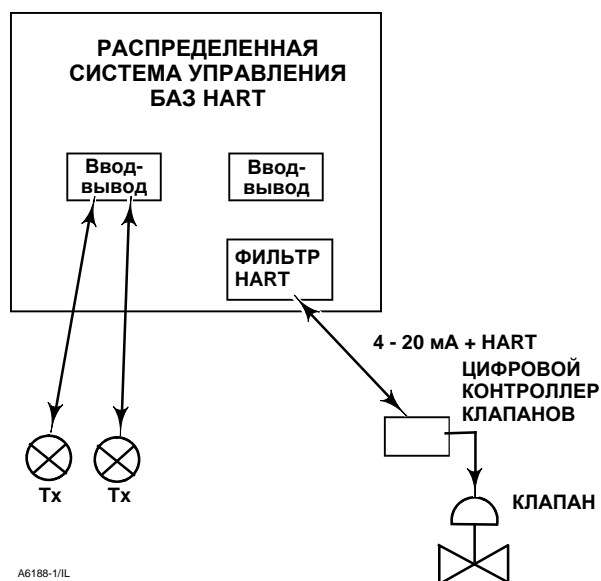 РАСПРЕДЕЛЕННАЯ
СИСТЕМА УПРАВЛЕНИЯ
БАЗ HART
Ввод-
вывод
Ввод-
вывод
ФИЛЬТР
HART
4 - 20 мА + HART
ЦИФРОВОЙ
КОНТРОЛЛЕР
КЛАПАНОВ
Tx
Tx
КЛАПАН
A6188-1/IL